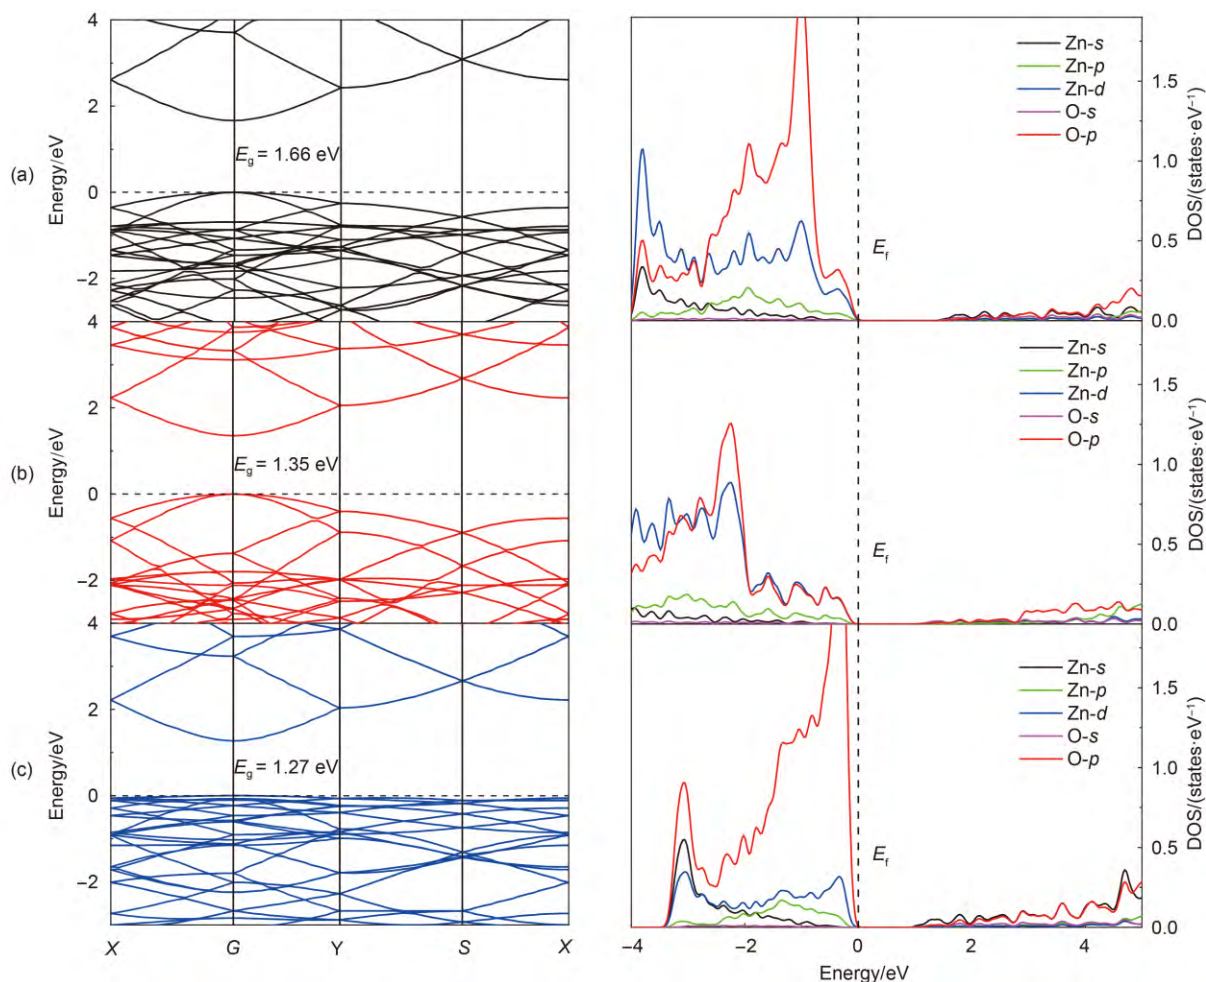 (a)
Energy/eV
4
2
0
−2
E_g = 1.66 eV
Zn-s
Zn-p
Zn-d
O-s
O-p
E_f
1.5
1.0
0.5
0.0
DOS/(states·eV⁻¹)
(b)
Energy/eV
4
2
0
−2
E_g = 1.35 eV
Zn-s
Zn-p
Zn-d
O-s
O-p
E_f
1.5
1.0
0.5
0.0
DOS/(states·eV⁻¹)
(c)
Energy/eV
4
2
0
−2
E_g = 1.27 eV
Zn-s
Zn-p
Zn-d
O-s
O-p
E_f
1.5
1.0
0.5
0.0
DOS/(states·eV⁻¹)
X G Y S X
−4 −2 0 2 4
Energy/eV